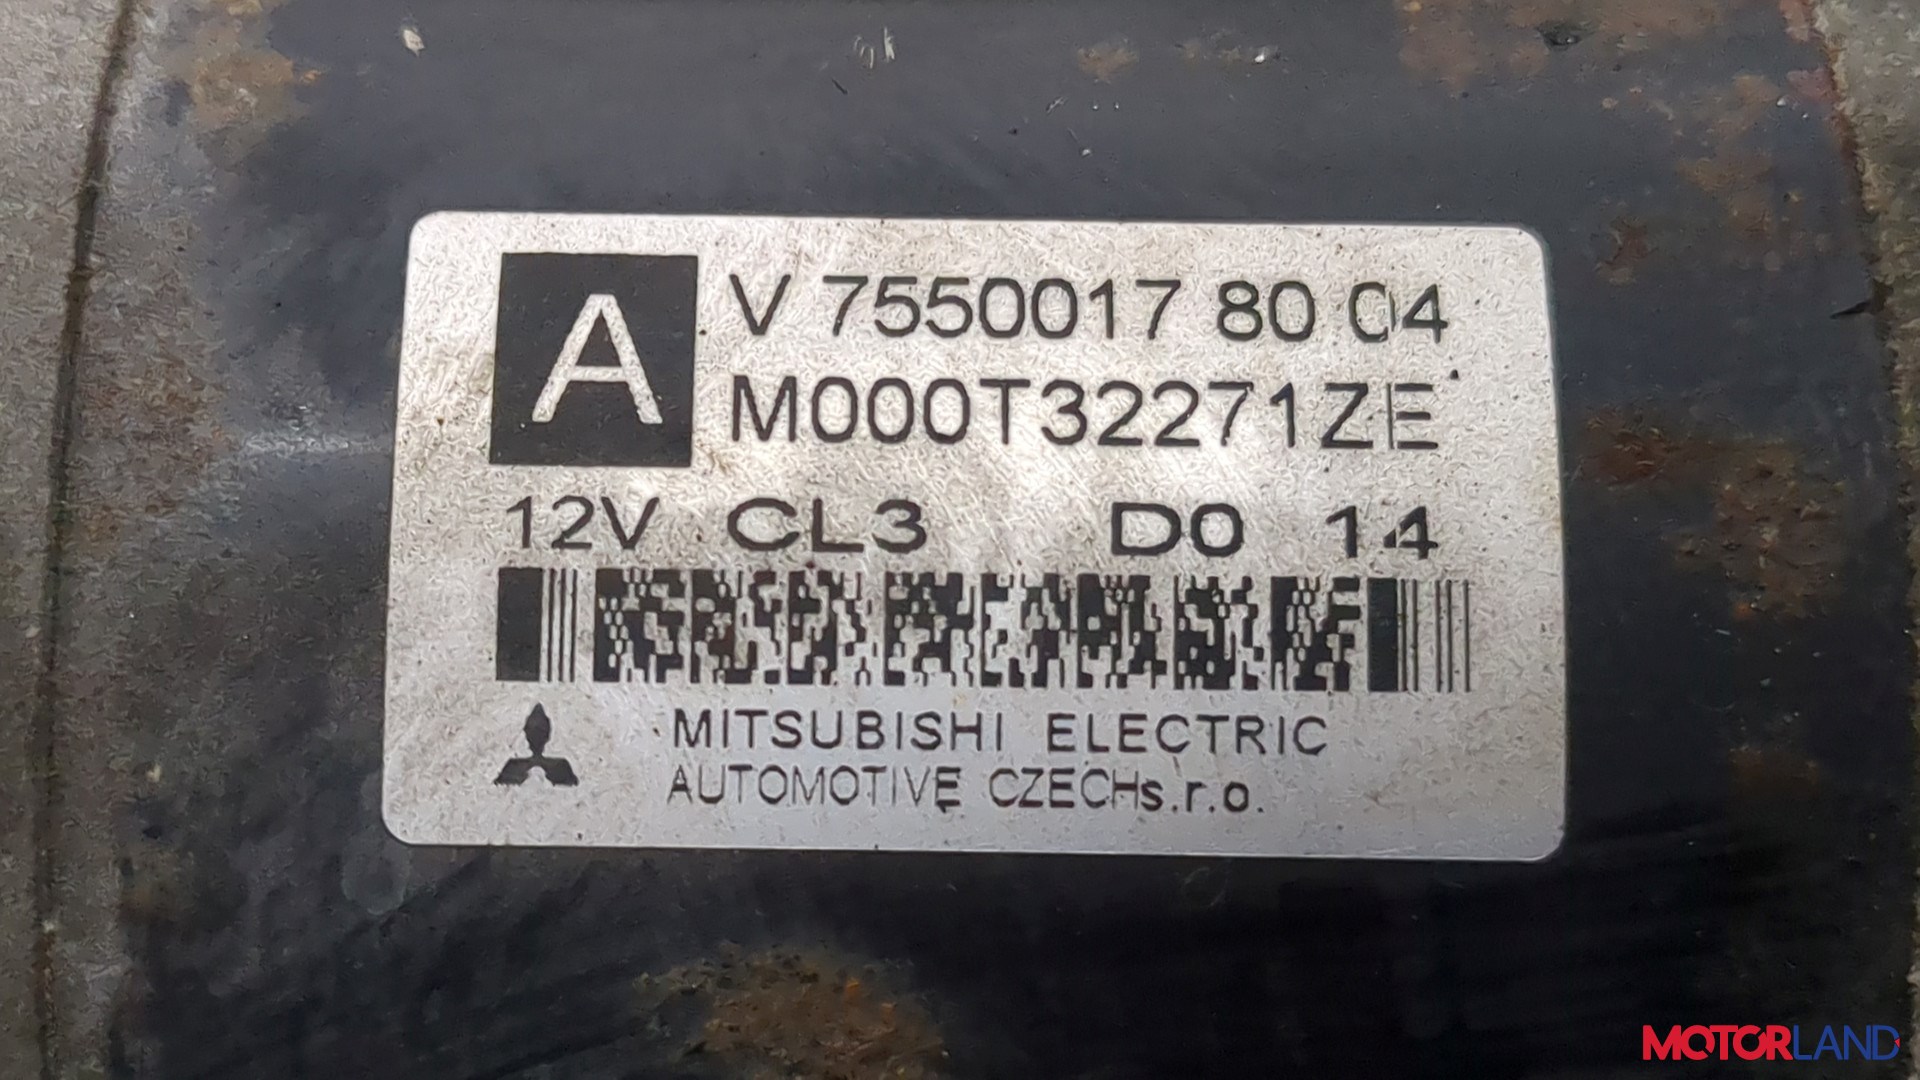 A
V 7550017 80 04
M000T32271ZE
12V CL3 D0 14
MITSUBISHI ELECTRIC
AUTOMOTIVE CZECHs.r.o.
MOTORLAND